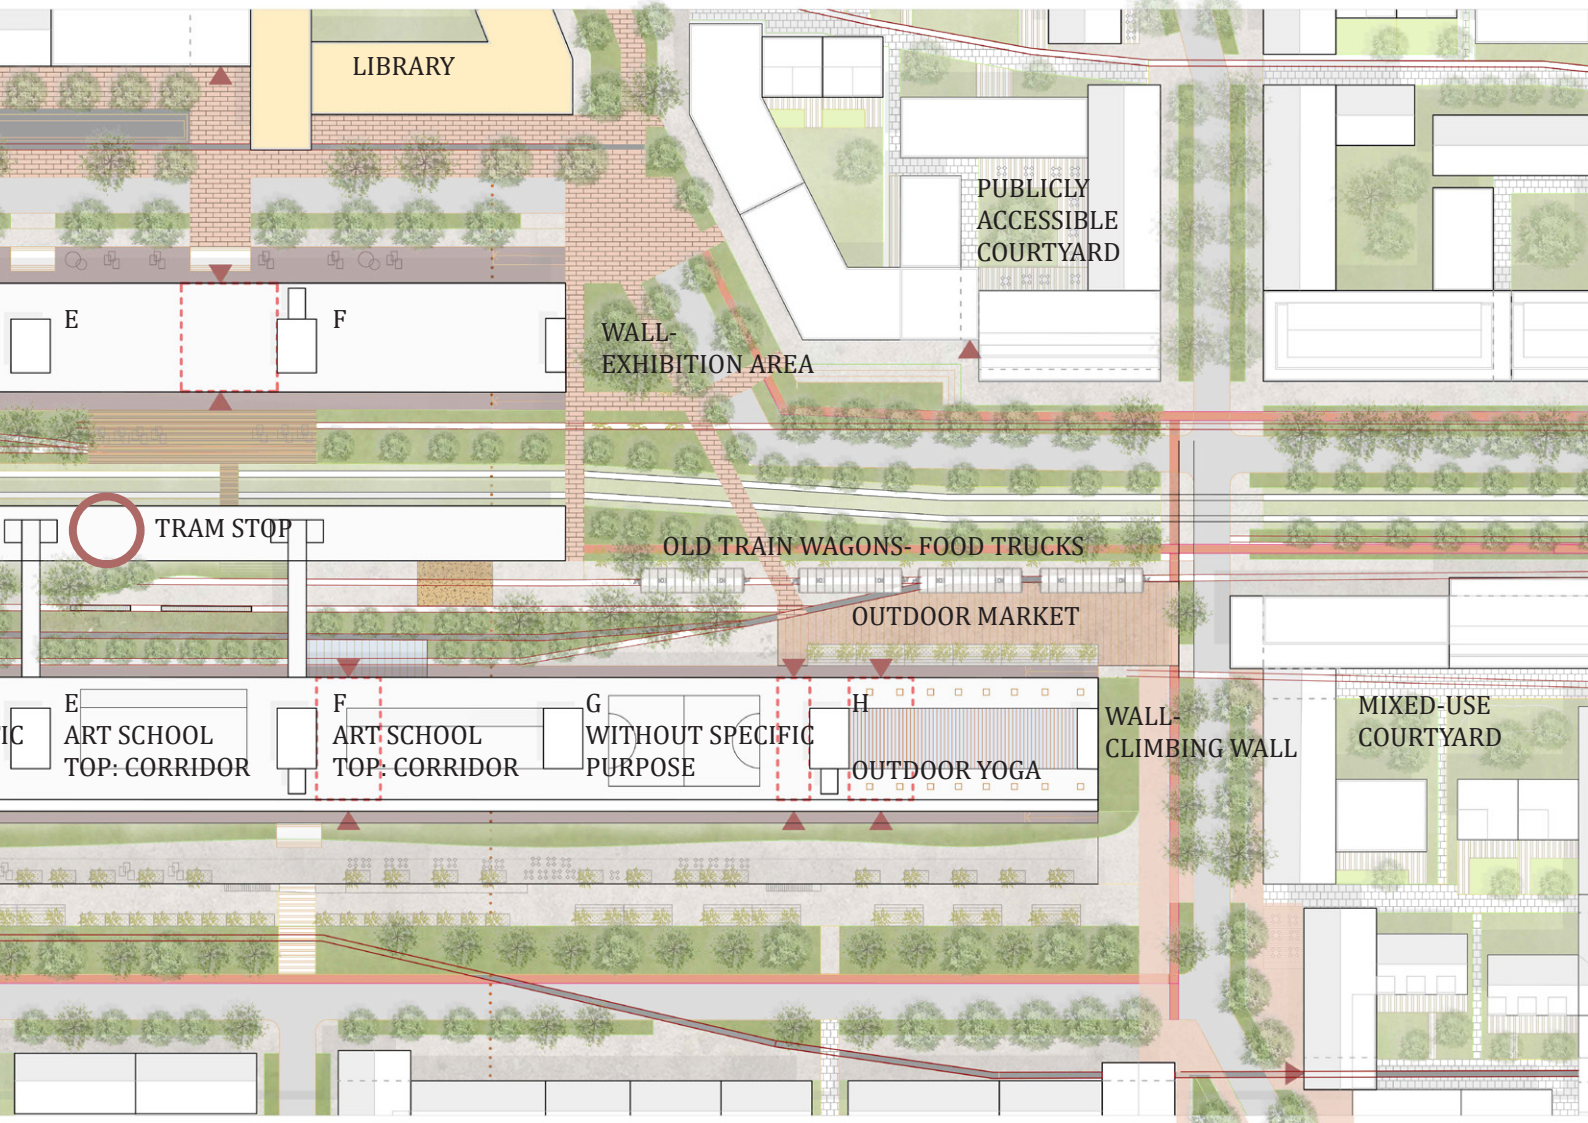 LIBRARY
PUBLICLY
ACCESSIBLE
COURTYARD
E
F
WALL-
EXHIBITION AREA
TRAM STOP
OLD TRAIN WAGONS- FOOD TRUCKS
OUTDOOR MARKET
IC
E
ART SCHOOL
TOP: CORRIDOR
F
ART SCHOOL
TOP: CORRIDOR
G
WITHOUT SPECIFIC
PURPOSE
H
OUTDOOR YOGA
WALL-
CLIMBING WALL
MIXED-USE
COURTYARD